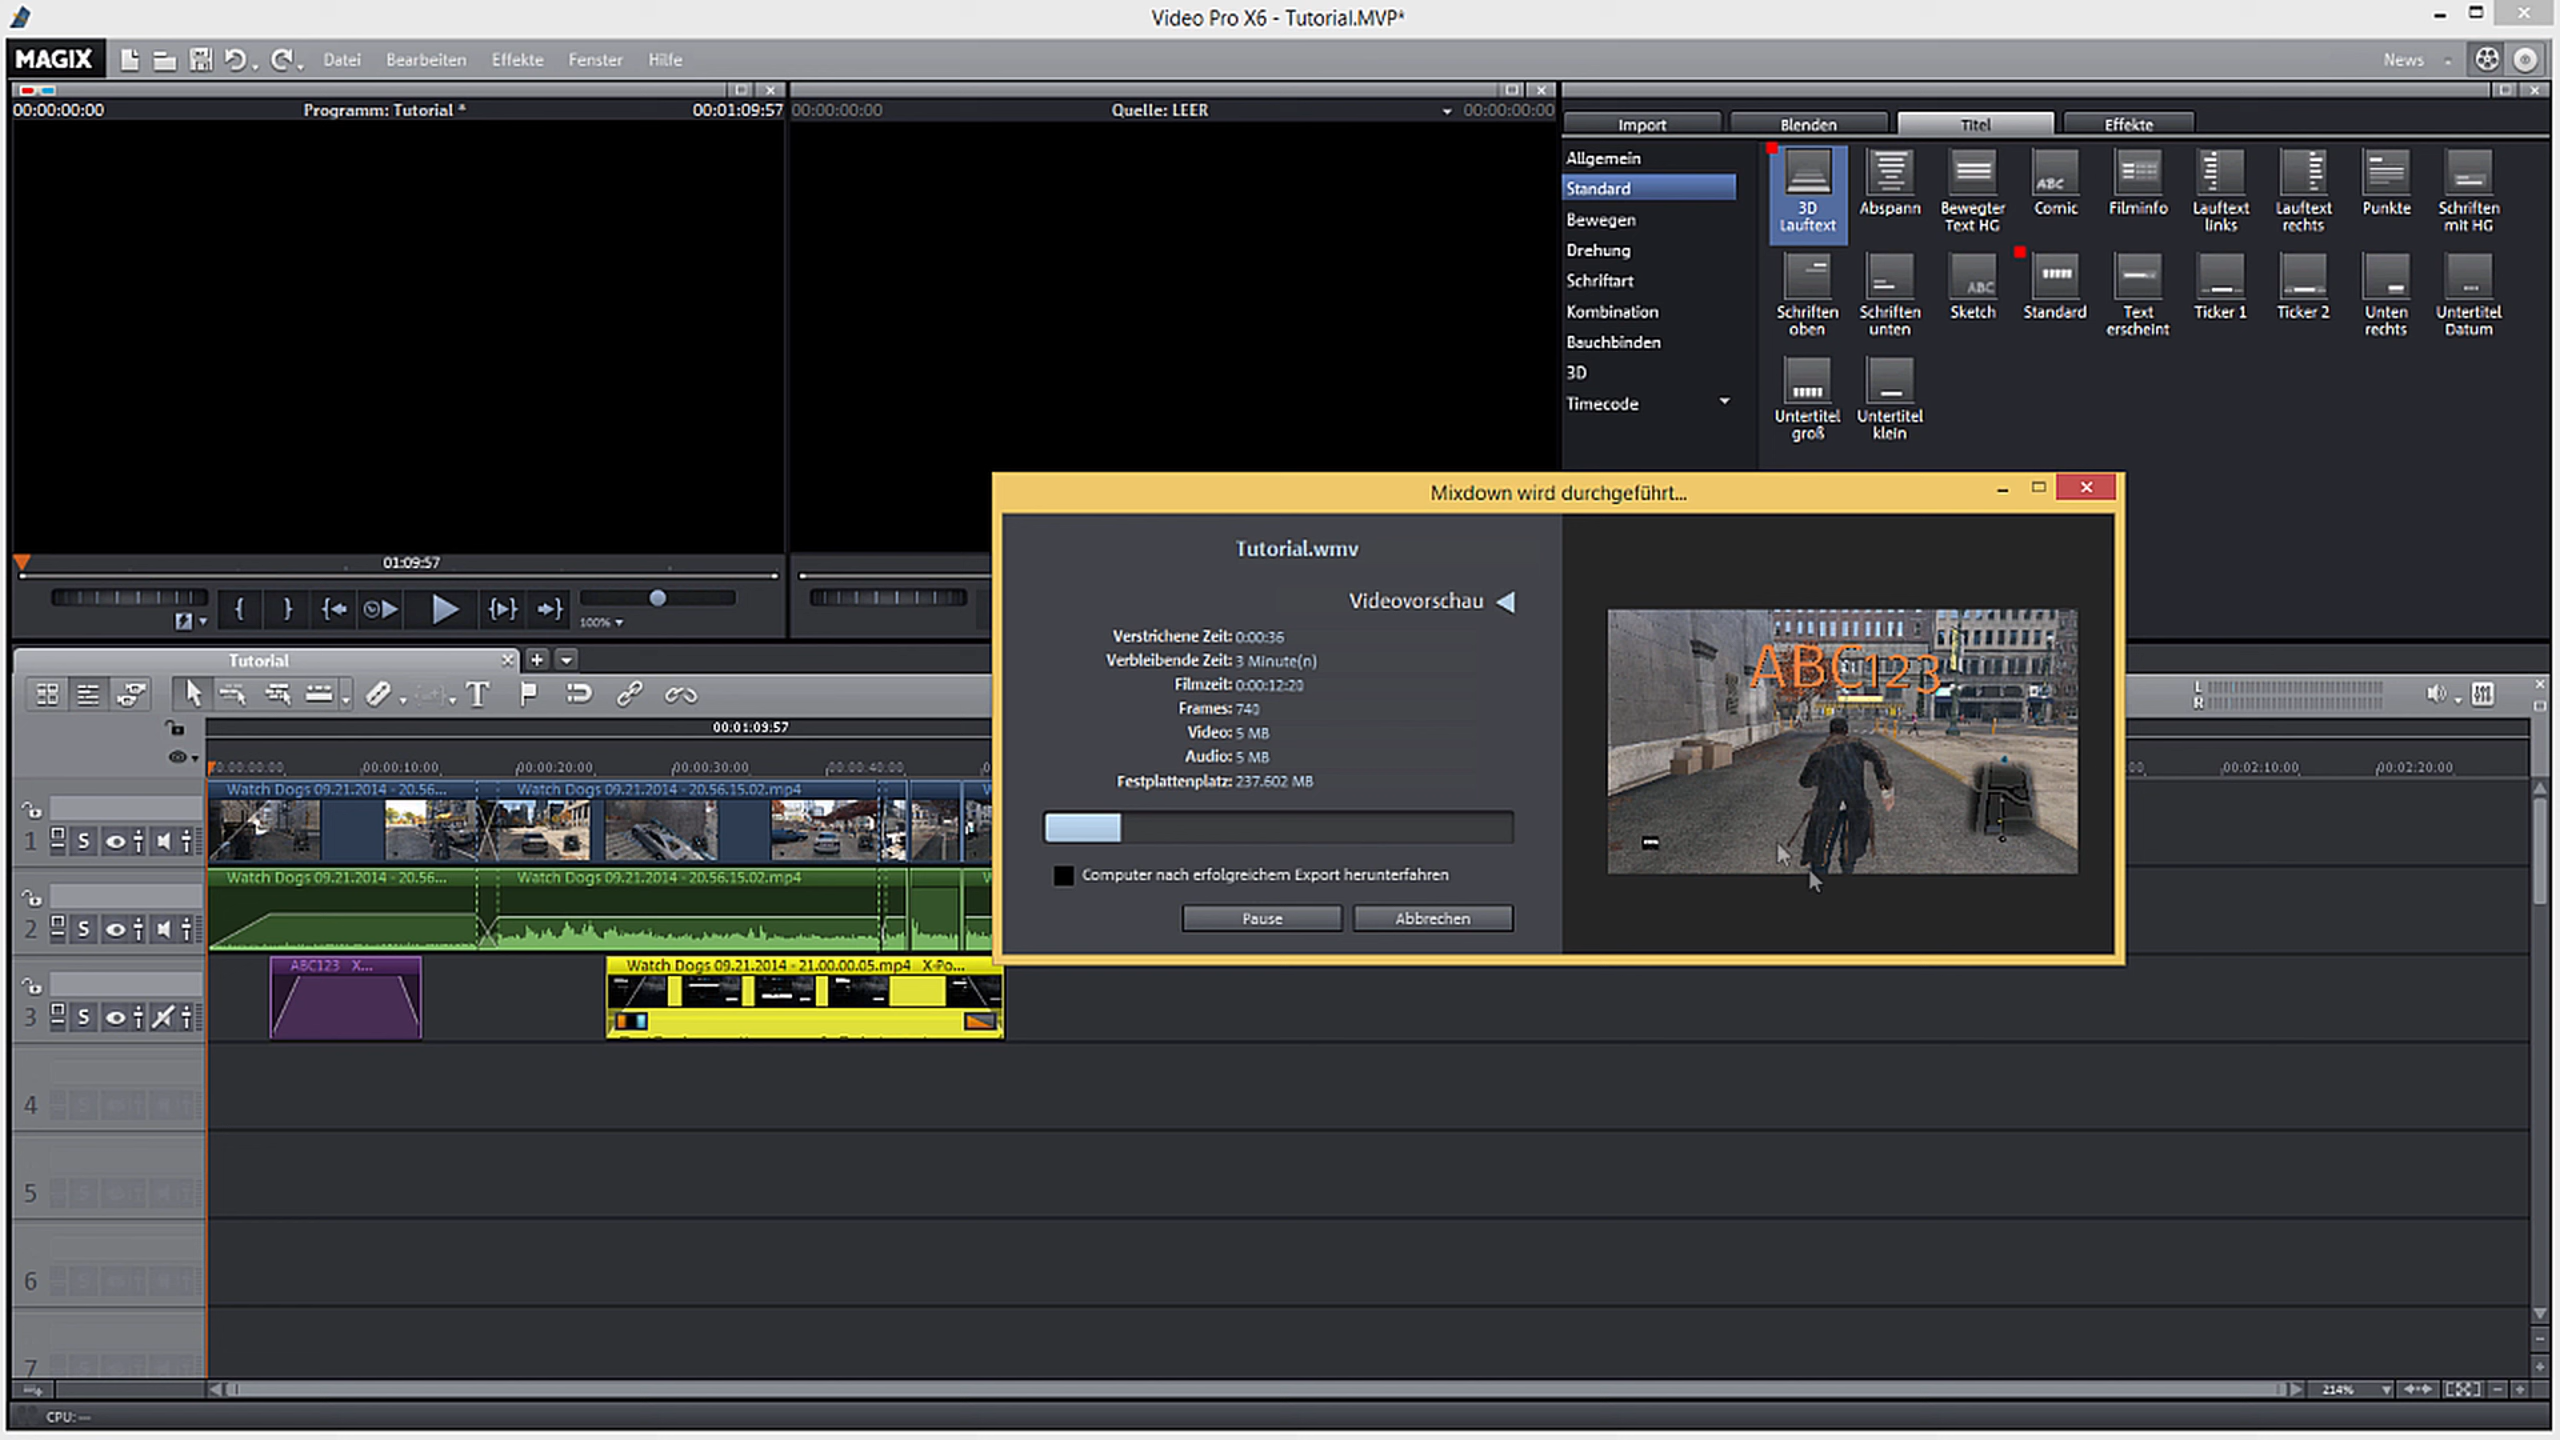 Video Pro X6 - Tutorial.MVP*
MAGIX Datei Bearbeiten Effekte Fenster Hilfe News
00:00:00:00 Programm: Tutorial * 00:01:09:57
00:00:00:00 Quelle: LEER 00:00:00:00
Import Blenden Titel Effekte
Allgemein
Standard
Bewegen
Drehung
Schriftart
Kombination
Bauchbinden
3D
Timecode
3D Lauftext
Abspann
Bewegter Text HG
ABC
Comic
Filminfo
Lauftext links
Lauftext rechts
Punkte
Schriften mit HG
Schriften oben
Schriften unten
ABC
Sketch
Standard
Text erscheint
Ticker 1
Ticker 2
Unten rechts
Untertitel Datum
Untertitel groß
Untertitel klein
01:09:57
100%
Mixdown wird durchgeführt...
Tutorial.wmv
Videovorschau
Verstrichene Zeit: 0:00:36
Verbleibende Zeit: 3 Minute(n)
Filmzeit: 0:00:12:20
Frames: 740
Video: 5 MB
Audio: 5 MB
Festplattenplatz: 237.602 MB
Computer nach erfolgreichem Export herunterfahren
Pause Abbrechen
ABC123
Tutorial
L
R
00:01:09:57
00:00:00:00 00:00:10:00 00:00:20:00 00:00:30:00 00:00:40:00 00:02:10:00 00:02:20:00
Watch Dogs 09.21.2014 - 20.56... Watch Dogs 09.21.2014 - 20.56.15.02.mp4
1 S
Watch Dogs 09.21.2014 - 20.56... Watch Dogs 09.21.2014 - 20.56.15.02.mp4
2 S
ABC123 X... Watch Dogs 09.21.2014 - 21.00.00.05.mp4 X-Po...
3 S
4 S
5 S
6 S
7
214%
CPU: —